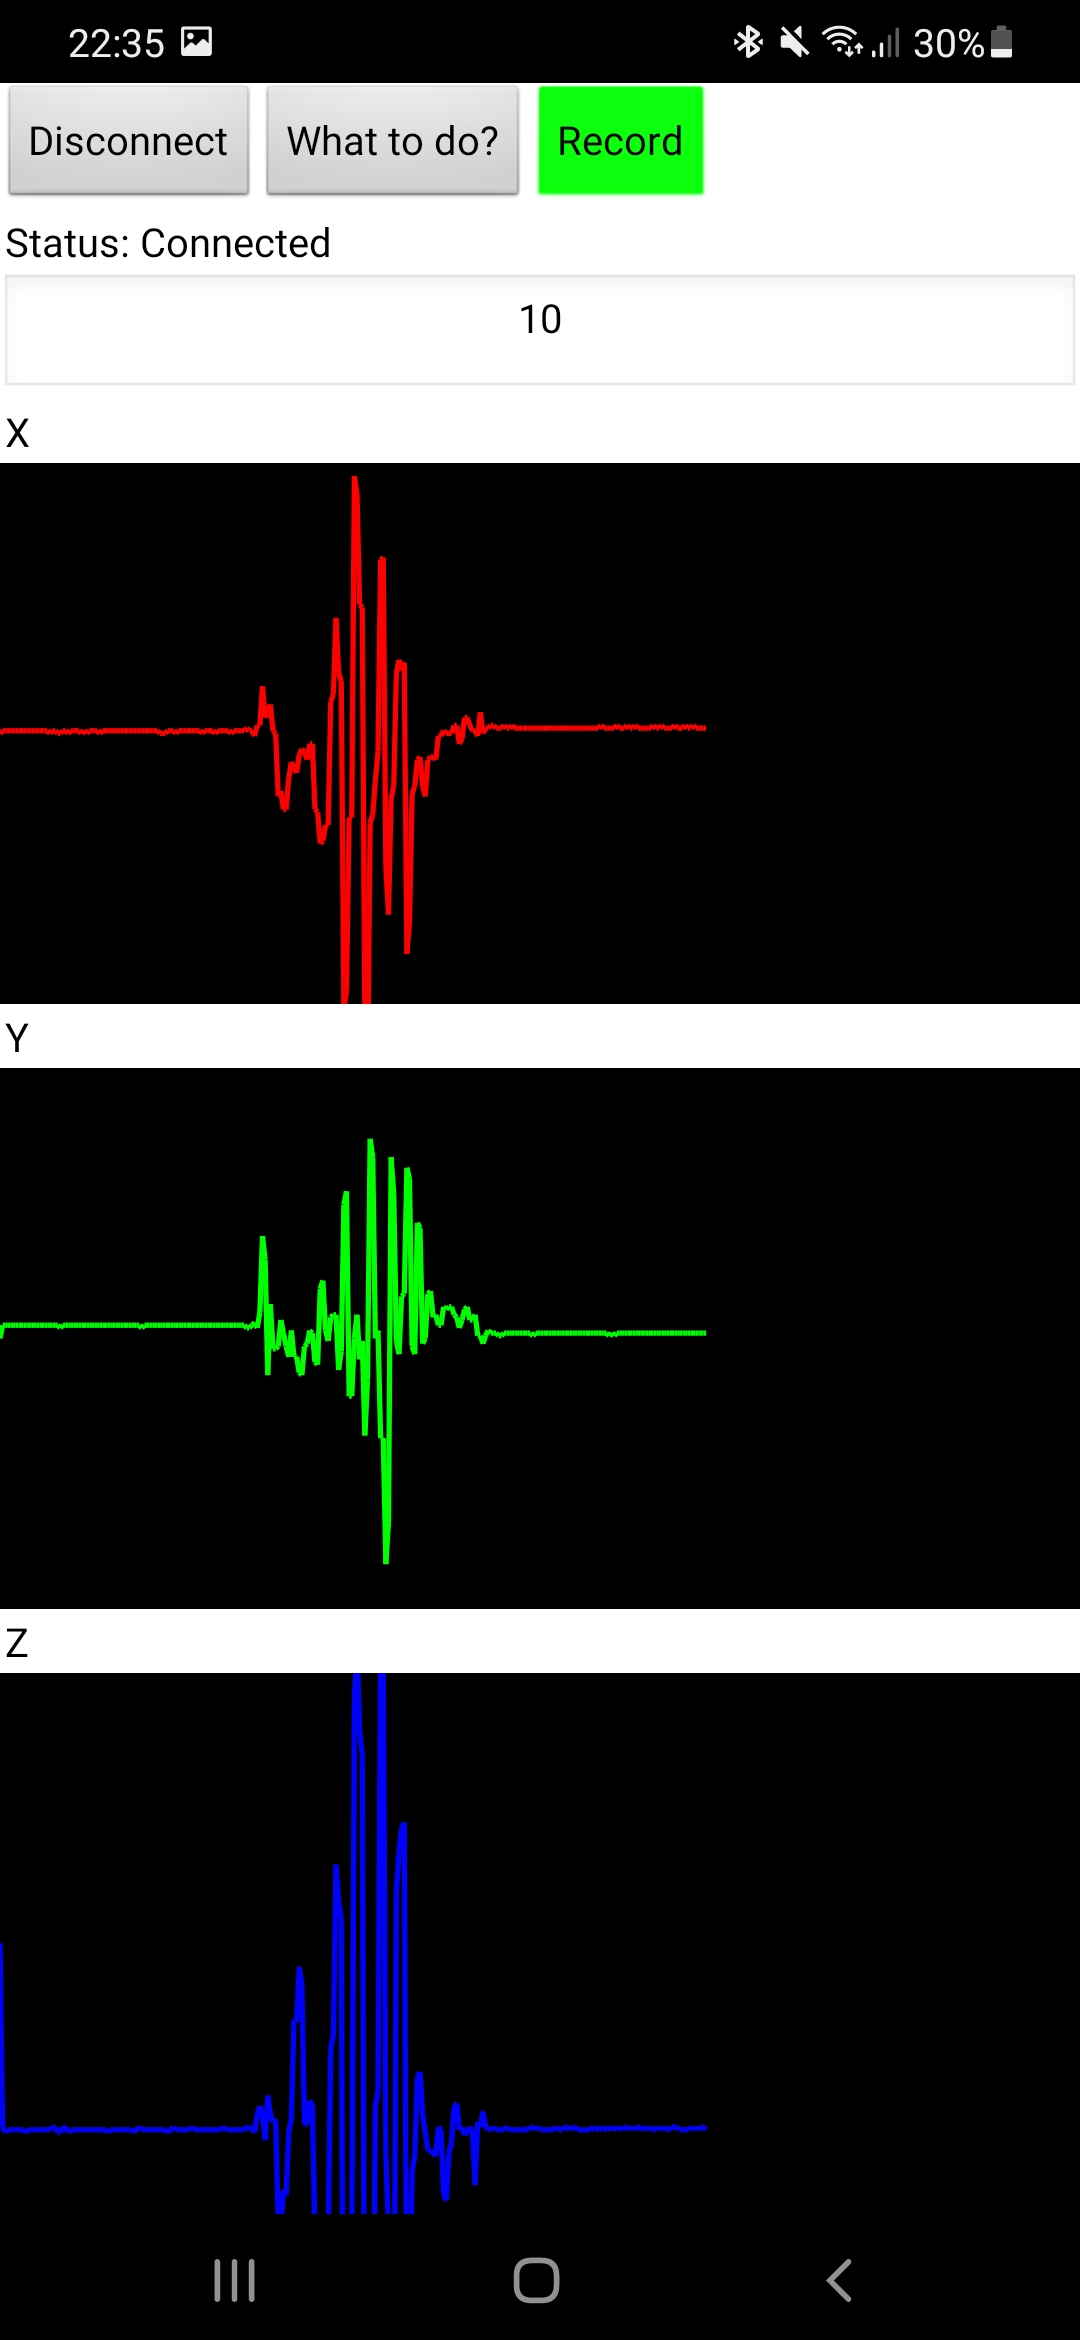 22:35 30%
Disconnect What to do? Record
Status: Connected
10
X
Y
Z